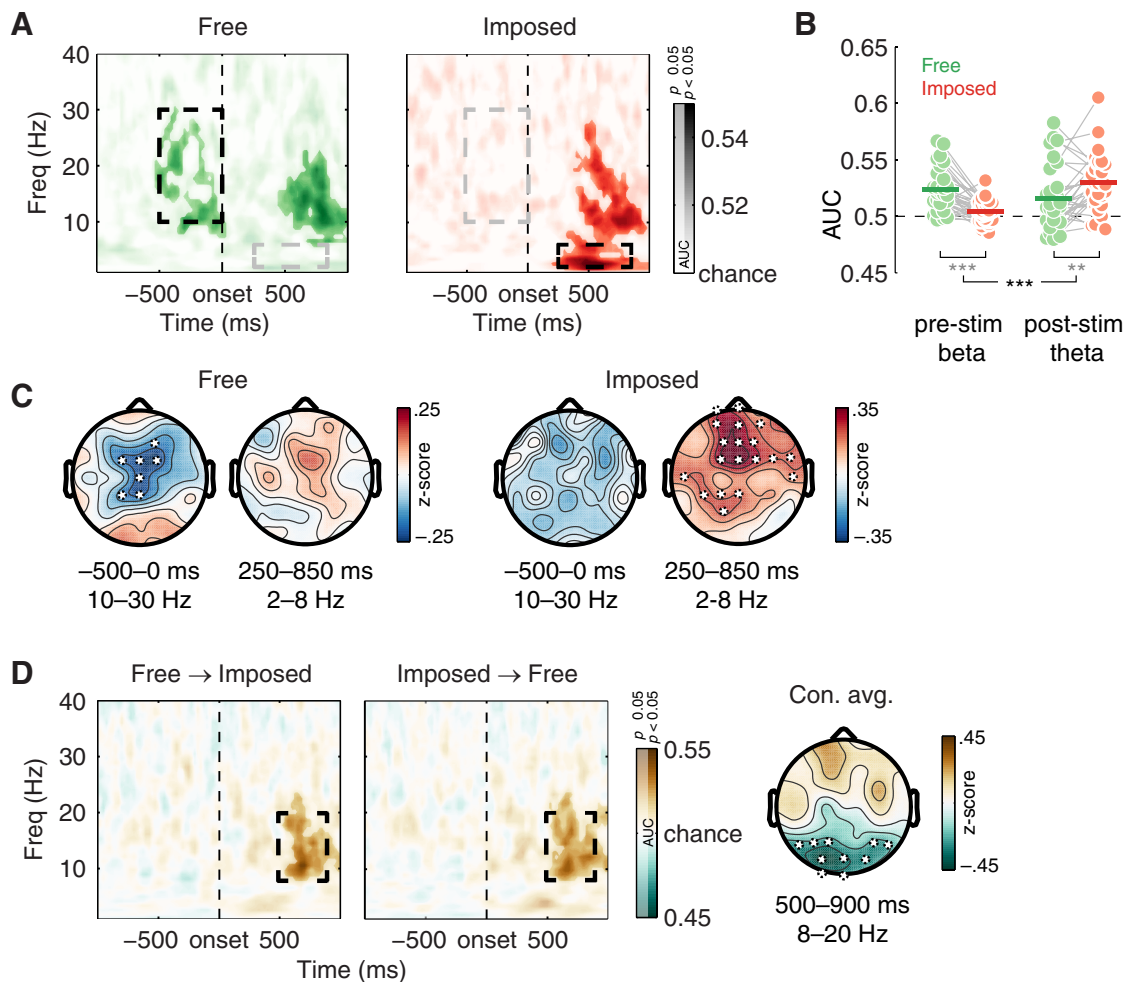 A
Free
Imposed
40
30
20
10
Freq (Hz)
−500 onset 500
Time (ms)
−500 onset 500
Time (ms)
p 0.05
p < 0.05
0.54
0.52
AUC
chance
B
0.65
0.6
0.55
0.5
0.45
AUC
Free
Imposed
*** **
***
pre-stim
beta
post-stim
theta
C
Free
Imposed
.25
z-score
−.25
.35
z-score
−.35
−500–0 ms
10–30 Hz
250–850 ms
2–8 Hz
−500–0 ms
10–30 Hz
250–850 ms
2-8 Hz
D
Free → Imposed
Imposed → Free
40
30
20
10
Freq (Hz)
−500 onset 500
−500 onset 500
Time (ms)
p 0.05
p < 0.05
0.55
AUC
chance
0.45
Con. avg.
.45
z-score
−.45
500–900 ms
8–20 Hz